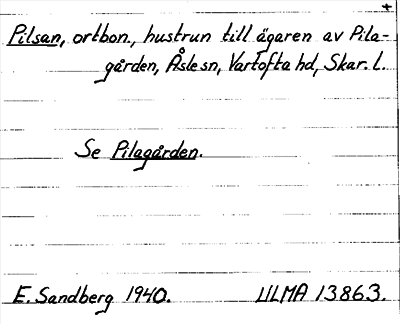 +
Pilsan, ortbon., hustrun till ägaren av Pila-
gården, Åsle sn, Vartofta hd, Skar. l.
Se Pilagården.
E. Sandberg 1940. ULMA 13863.